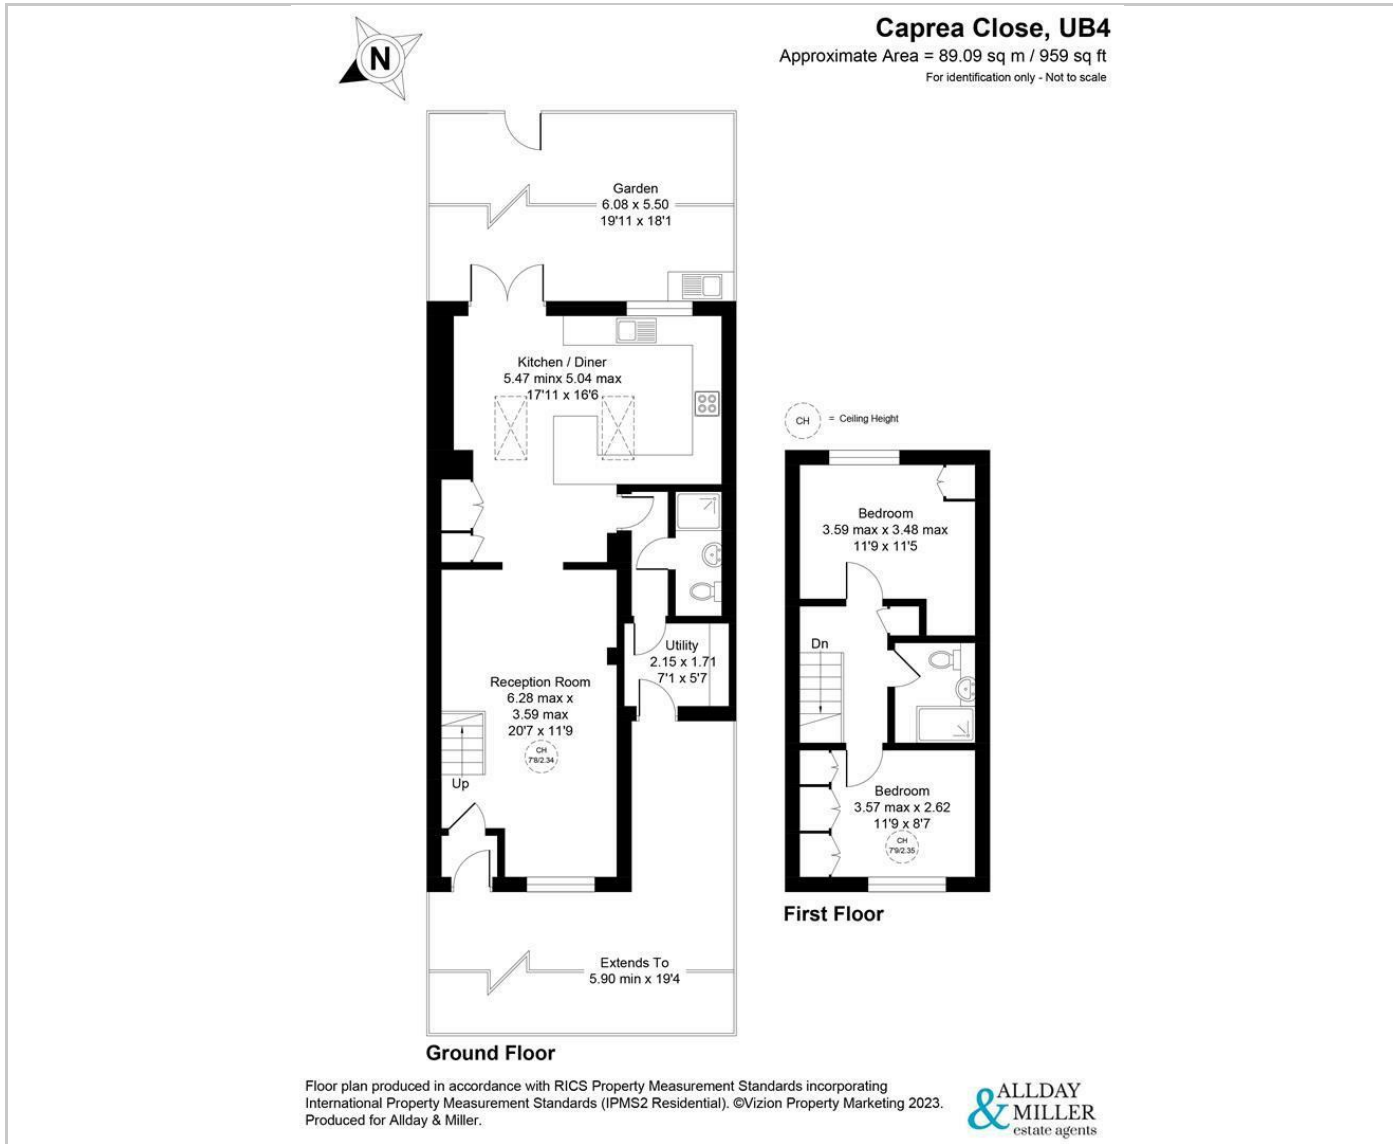 Caprea Close, UB4
Approximate Area = 89.09 sq m / 959 sq ft
For identification only - Not to scale
N
Garden
6.08 x 5.50
19'11 x 18'1
Kitchen / Diner
5.47 minx 5.04 max
17'11 x 16'6
CH = Ceiling Height
Bedroom
3.59 max x 3.48 max
11'9 x 11'5
Utility
2.15 x 1.71
7'1 x 5'7
Dn
Reception Room
6.28 max x
3.59 max
20'7 x 11'9
CH
7'8/2.34
Up
Bedroom
3.57 max x 2.62
11'9 x 8'7
CH
7'9/2.35
First Floor
Extends To
5.90 min x 19'4
Ground Floor
Floor plan produced in accordance with RICS Property Measurement Standards incorporating
International Property Measurement Standards (IPMS2 Residential). ©Vizion Property Marketing 2023.
Produced for Allday & Miller.
ALLDAY
& MILLER
estate agents